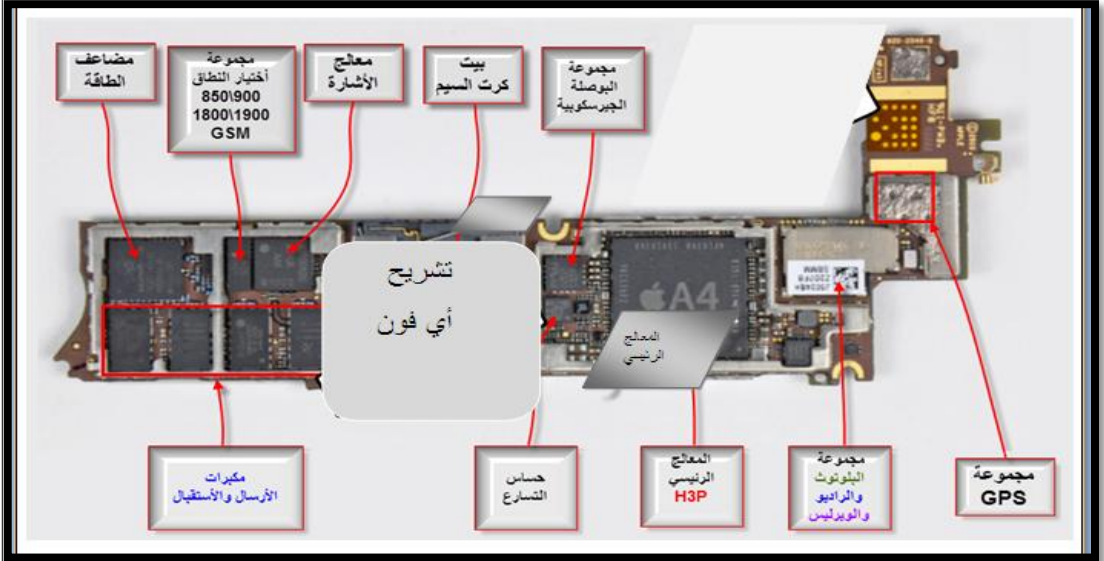 مضاعف
الطاقة
مجموعة
أختيار النطاق
850\900
1800\1900
GSM
معالج
الأشارة
بيت
كرت السيم
مجموعة
البوصلة
الجيرسكوبية
تشريح
أي فون
A4
المعالج
الرئيسي
مكبرات
الأرسال والأستقبال
حساس
التسارع
المعالج
الرئيسي
H3P
مجموعة
البلوتوث
والراديو
والويرليس
مجموعة
GPS